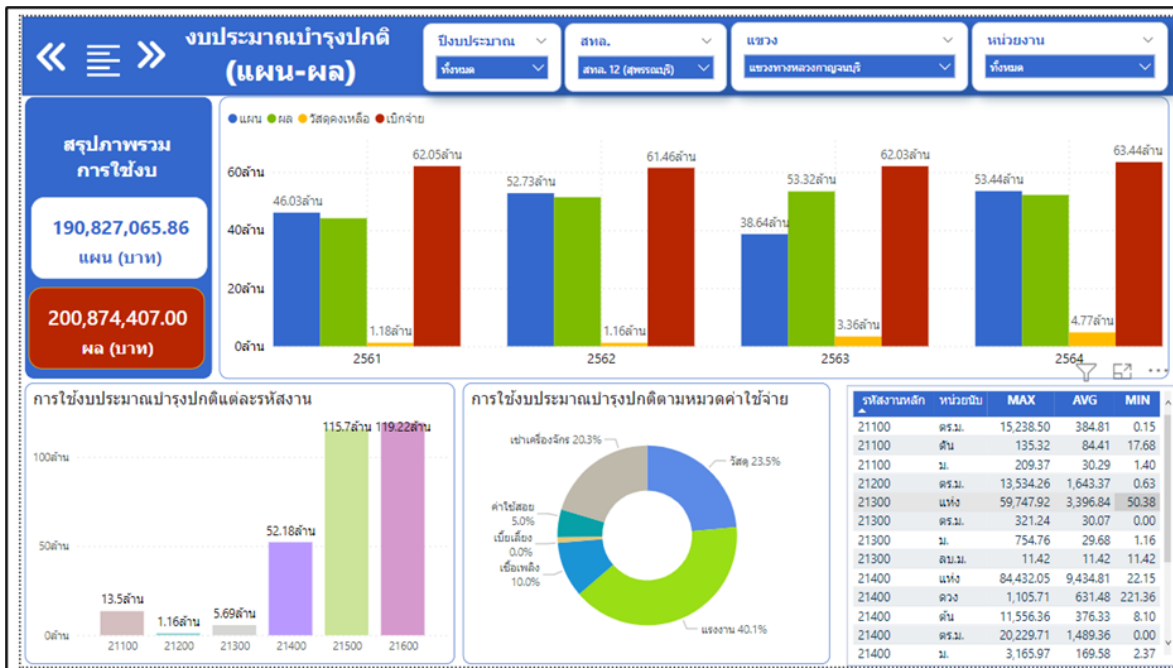 งบประมาณบำรุงปกติ
(แผน-ผล)
ปีงบประมาณ
ทั้งหมด
สทล.
สทล. 12 (สุพรรณบุรี)
แขวง
แขวงทางหลวงกาญจนบุรี
หน่วยงาน
ทั้งหมด
สรุปภาพรวม
การใช้งบ
190,827,065.86
แผน (บาท)
200,874,407.00
ผล (บาท)
แผน ผล วัสดุคงเหลือ เบิกจ่าย
60ล้าน
40ล้าน
20ล้าน
0ล้าน
46.03ล้าน
1.18ล้าน
62.05ล้าน
52.73ล้าน
1.16ล้าน
61.46ล้าน
38.64ล้าน
53.32ล้าน
3.36ล้าน
62.03ล้าน
53.44ล้าน
4.77ล้าน
63.44ล้าน
2561 2562 2563 2564
การใช้งบประมาณบำรุงปกติแต่ละรหัสงาน
100ล้าน
50ล้าน
0ล้าน
13.5ล้าน
1.16ล้าน
5.69ล้าน
52.18ล้าน
115.7ล้าน
119.22ล้าน
21100 21200 21300 21400 21500 21600
การใช้งบประมาณบำรุงปกติตามหมวดค่าใช้จ่าย
เช่าเครื่องจักร 20.3%
วัสดุ 23.5%
ค่าใช้สอย
5.0%
เบี้ยเลี้ยง
0.0%
เชื้อเพลิง
10.0%
แรงงาน 40.1%
รหัสงานหลัก หน่วยนับ MAX AVG MIN
21100 ตร.ม. 15,238.50 384.81 0.15
21100 ตัน 135.32 84.41 17.68
21100 ม. 209.37 30.29 1.40
21200 ตร.ม. 13,534.26 1,643.37 0.63
21300 แห่ง 59,747.92 3,396.84 50.38
21300 ตร.ม. 321.24 30.07 0.00
21300 ม. 754.76 29.68 1.16
21300 ลบ.ม. 11.42 11.42 11.42
21400 แห่ง 84,432.05 9,434.81 22.15
21400 ดวง 1,105.71 631.48 221.36
21400 ต้น 11,556.36 376.33 8.10
21400 ตร.ม. 20,229.71 1,489.36 0.00
21400 ม. 3,165.97 169.58 2.37